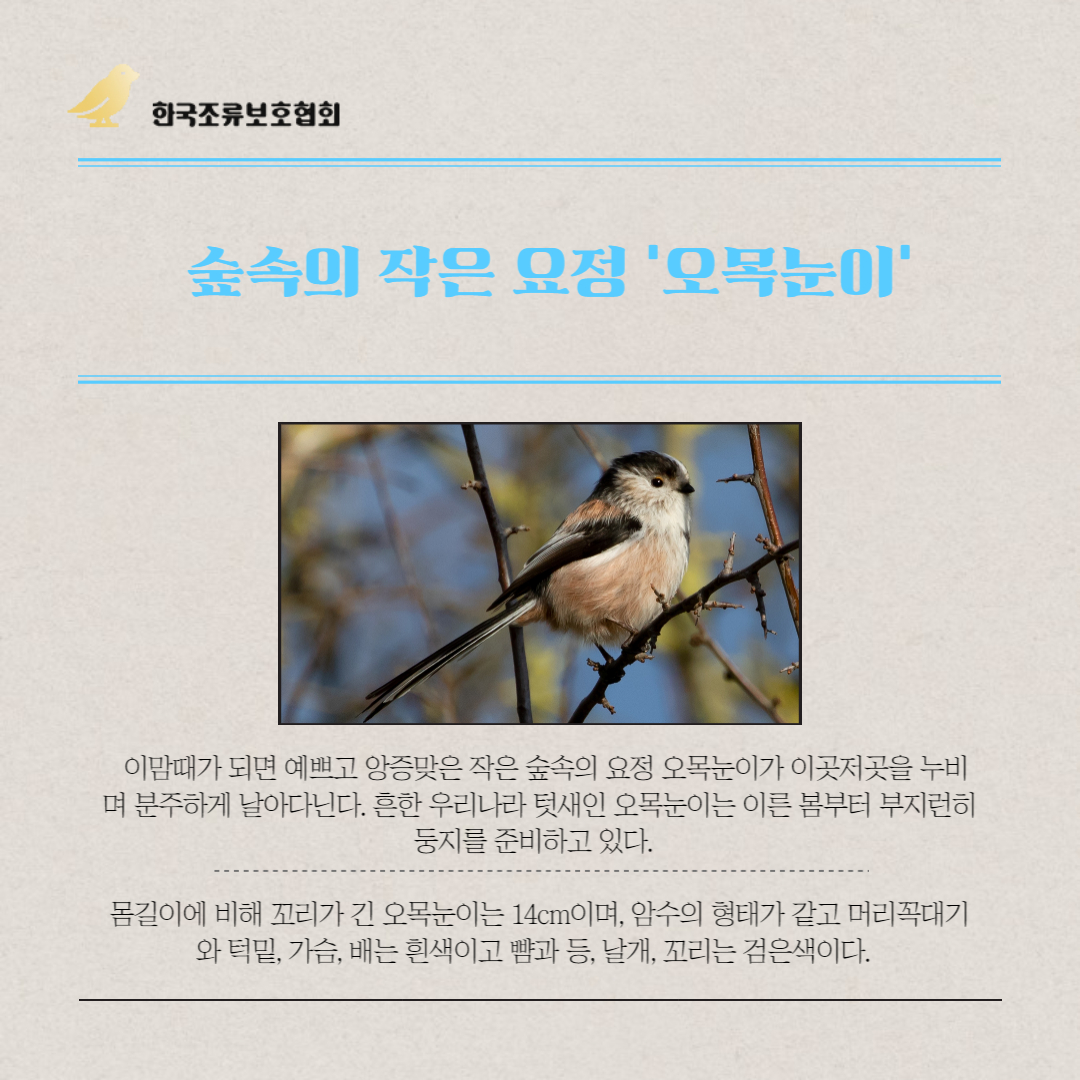 한국조류보호협회
숲속의 작은 요정 '오목눈이'
이맘때가 되면 예쁘고 앙증맞은 작은 숲속의 요정 오목눈이가 이곳저곳을 누비
며 분주하게 날아다닌다. 흔한 우리나라 텃새인 오목눈이는 이른 봄부터 부지런히
둥지를 준비하고 있다.
몸길이에 비해 꼬리가 긴 오목눈이는 14cm이며, 암수의 형태가 같고 머리꼭대기
와 턱밑, 가슴, 배는 흰색이고 뺨과 등, 날개, 꼬리는 검은색이다.